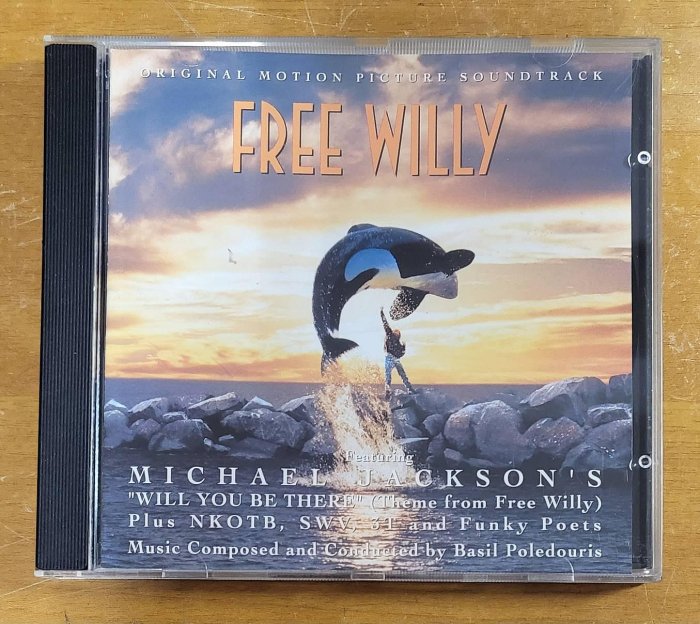 ORIGINAL MOTION PICTURE SOUNDTRACK
FREE WILLY
Featuring
MICHAEL JACKSON'S
"WILL YOU BE THERE" (Theme from Free Willy)
Plus NKOTB, SWV, 3T and Funky Poets
Music Composed and Conducted by Basil Poledouris